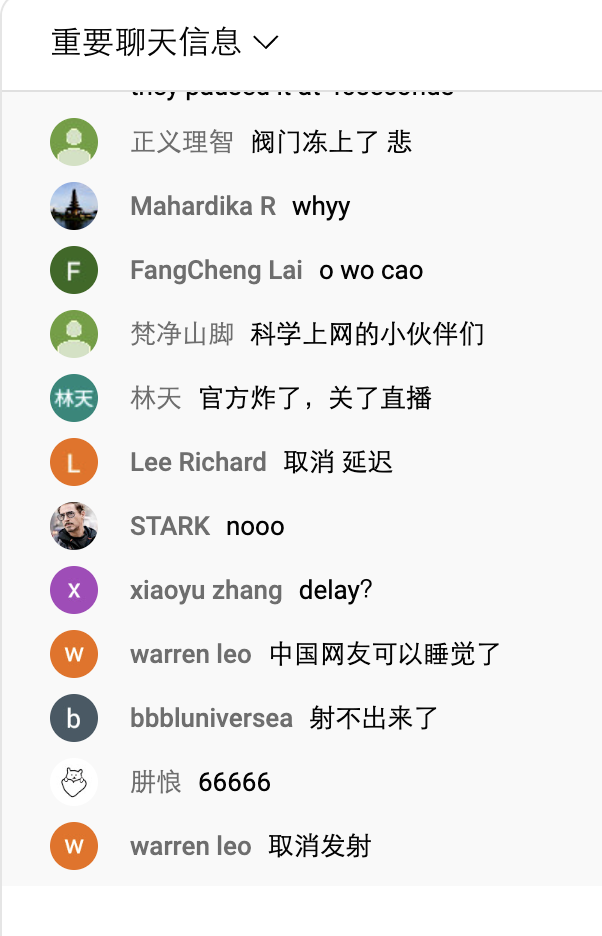 重要聊天信息
they paused it at 40seconds
正义理智 阀门冻上了 悲
Mahardika R whyy
F FangCheng Lai o wo cao
梵净山脚 科学上网的小伙伴们
林天 林天 官方炸了，关了直播
L Lee Richard 取消 延迟
STARK nooo
x xiaoyu zhang delay?
w warren leo 中国网友可以睡觉了
b bbbluniversea 射不出来了
肼悢 66666
w warren leo 取消发射